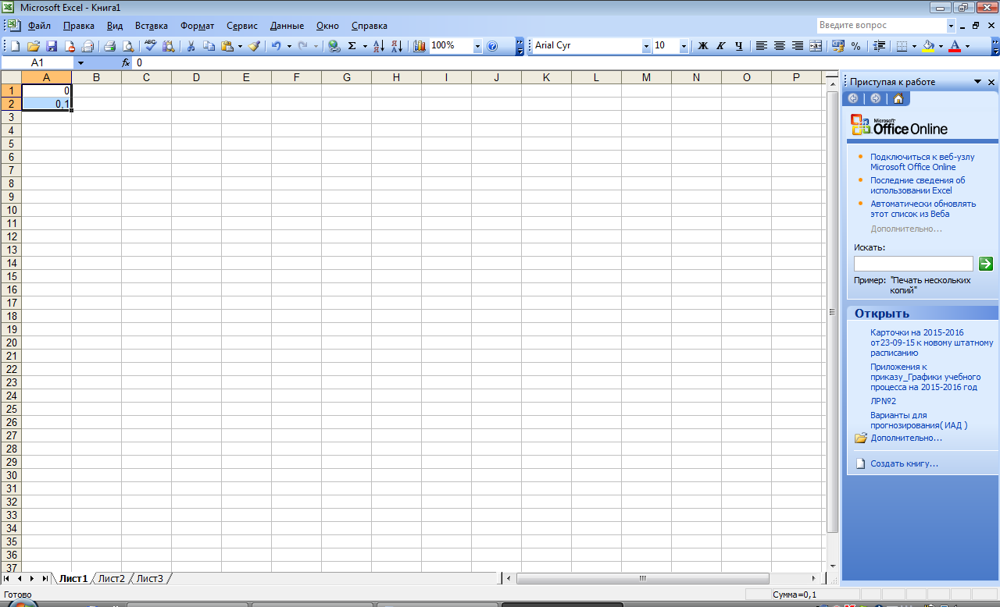 Microsoft Excel - Книга1
Файл Правка Вид Вставка Формат Сервис Данные Окно Справка Введите вопрос
100% Arial Cyr 10 Ж К Ч %
A1 fx 0
A B C D E F G H I J K L M N O P
1 0
2 0,1
3
4
5
6
7
8
9
10
11
12
13
14
15
16
17
18
19
20
21
22
23
24
25
26
27
28
29
30
31
32
33
34
35
36
37
Приступая к работе
Microsoft
Office Online
Подключиться к веб-узлу
Microsoft Office Online
Последние сведения об
использовании Excel
Автоматически обновлять
этот список из Веба
Дополнительно...
Искать:
Пример: "Печать нескольких
копий"
Открыть
Карточки на 2015-2016
от23-09-15 к новому штатному
расписанию
Приложения к
приказу_Графики учебного
процесса на 2015-2016 год
ЛР№2
Варианты для
прогнозирования( ИАД )
Дополнительно...
Создать книгу...
Лист1 Лист2 Лист3
Готово Сумма=0,1